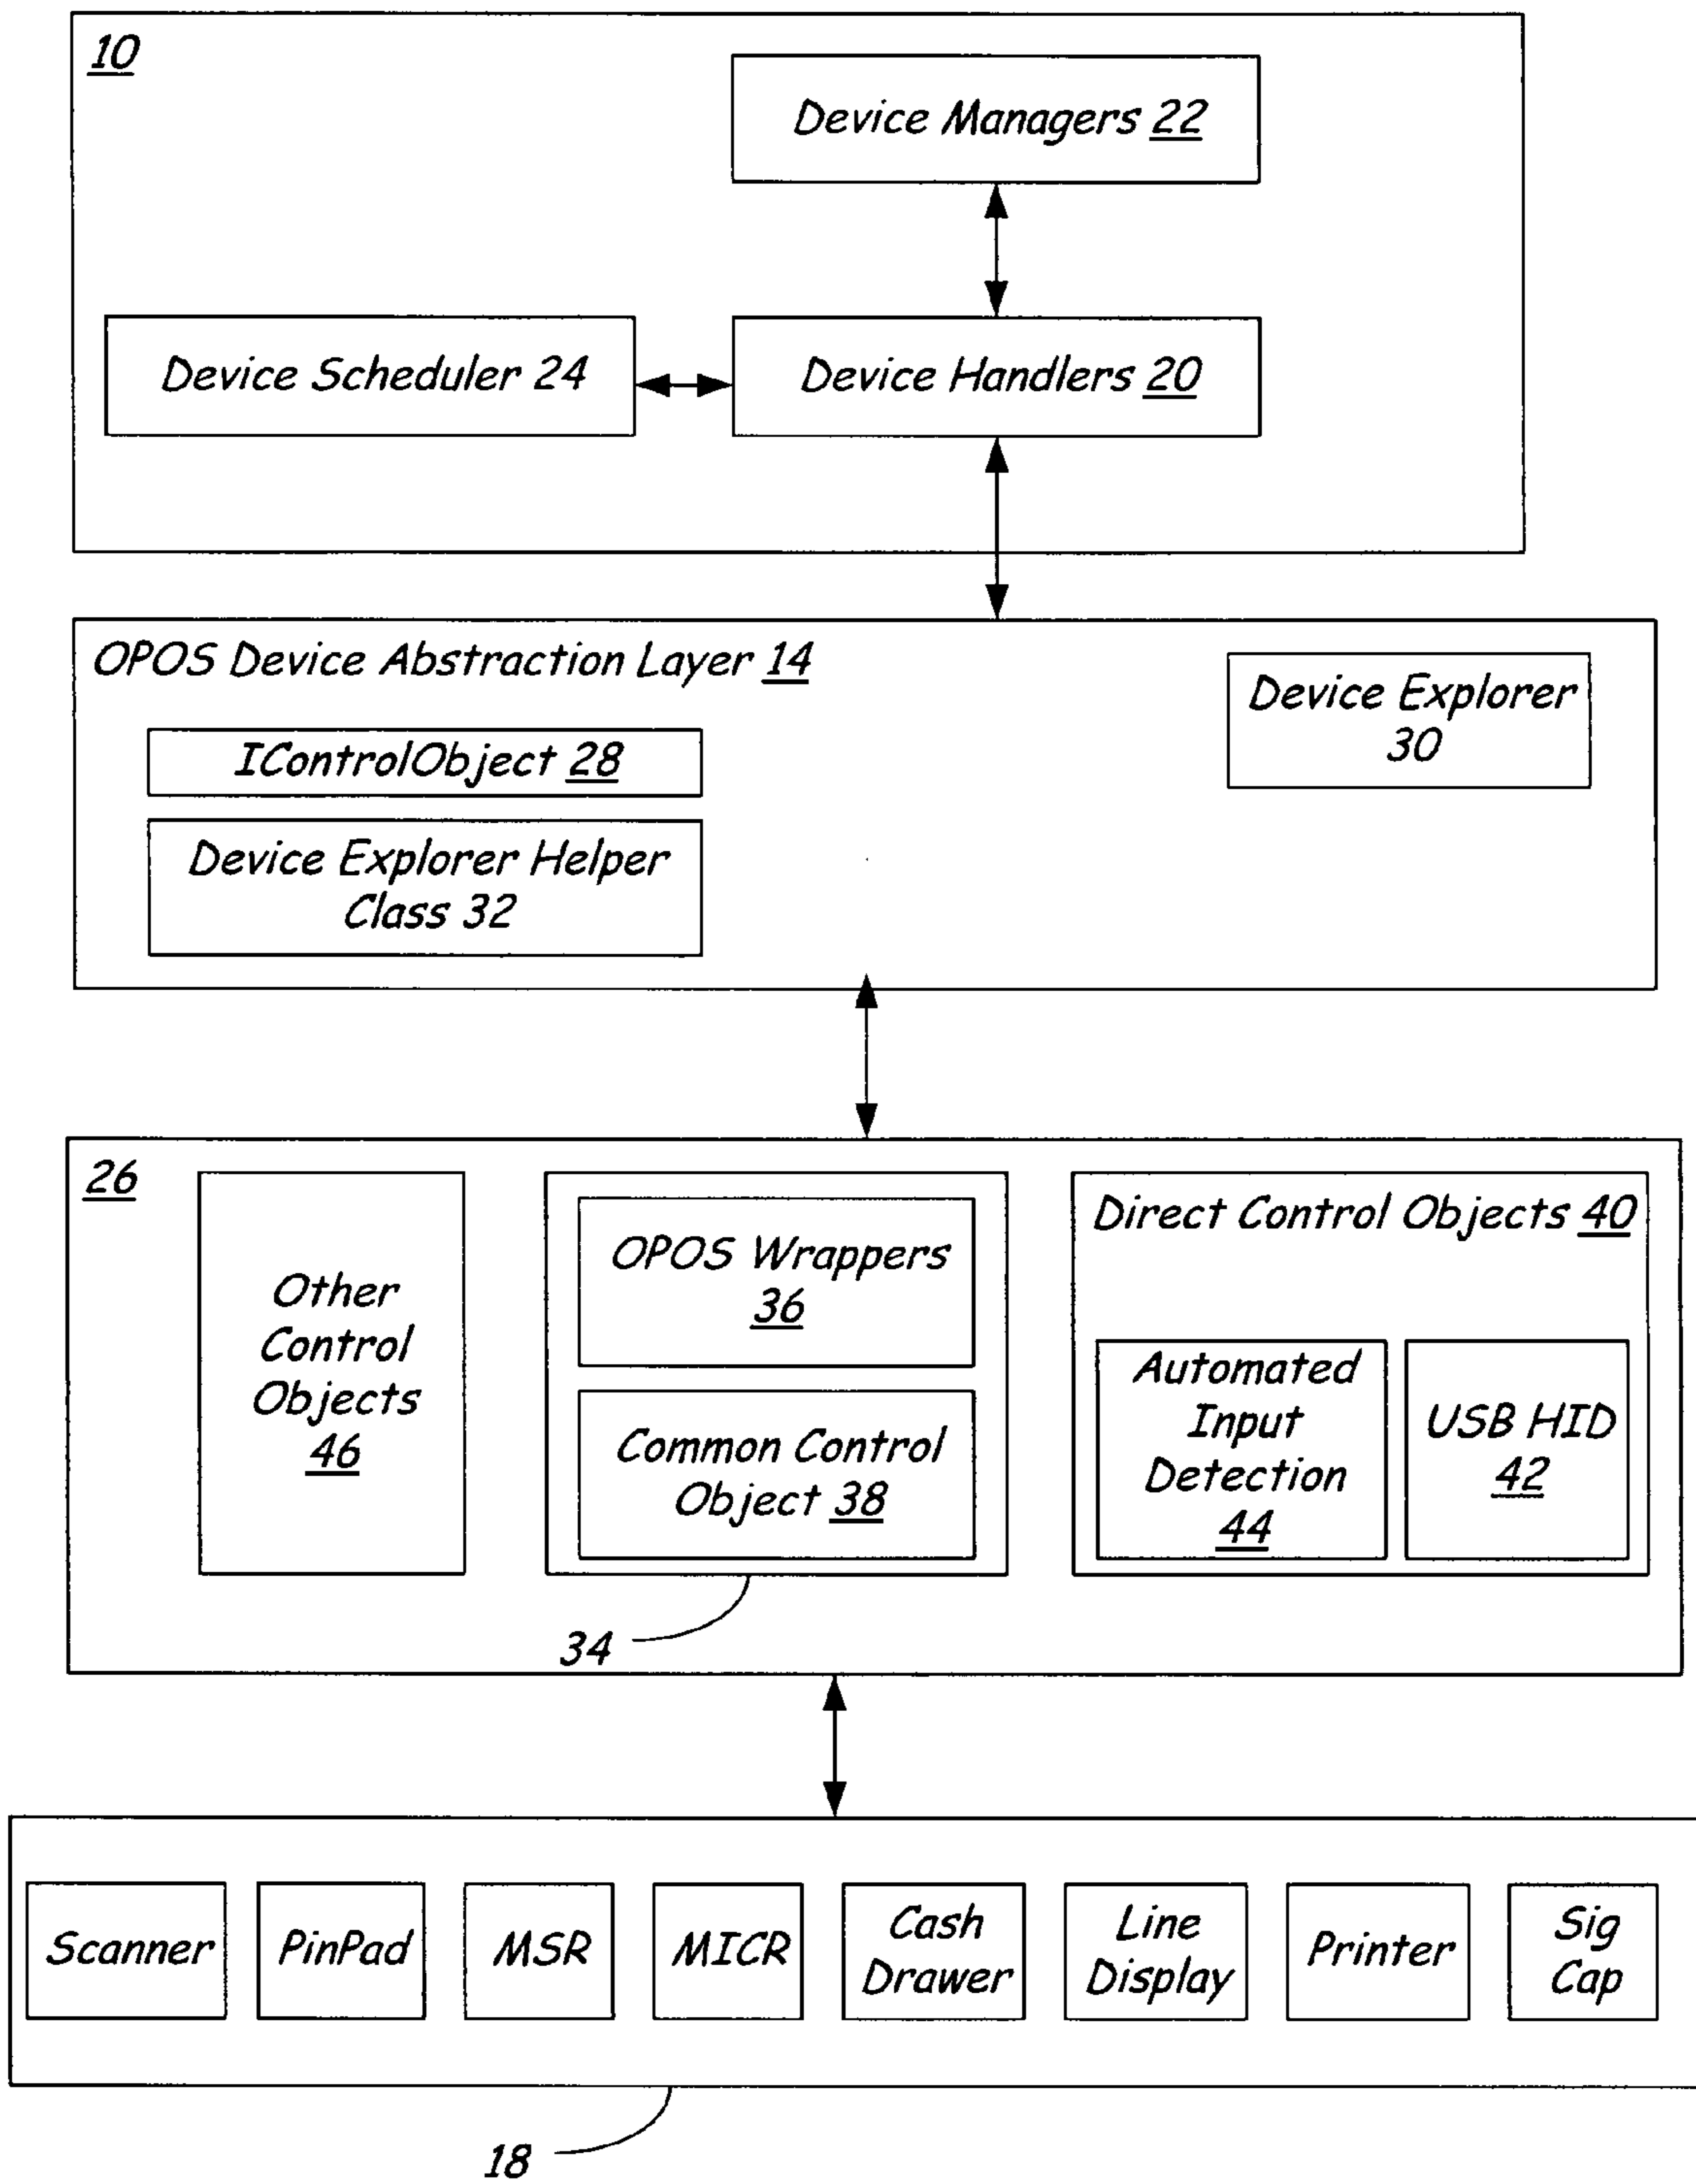 10
Device Managers 22
Device Scheduler 24
Device Handlers 20
OPOS Device Abstraction Layer 14
Device Explorer
30
IControlObject 28
Device Explorer Helper
Class 32
26
Other
Control
Objects
46
OPOS Wrappers
36
Common Control
Object 38
34
Direct Control Objects 40
Automated
Input
Detection
44
USB HID
42
Scanner
PinPad
MSR
MICR
Cash
Drawer
Line
Display
Printer
Sig
Cap
18